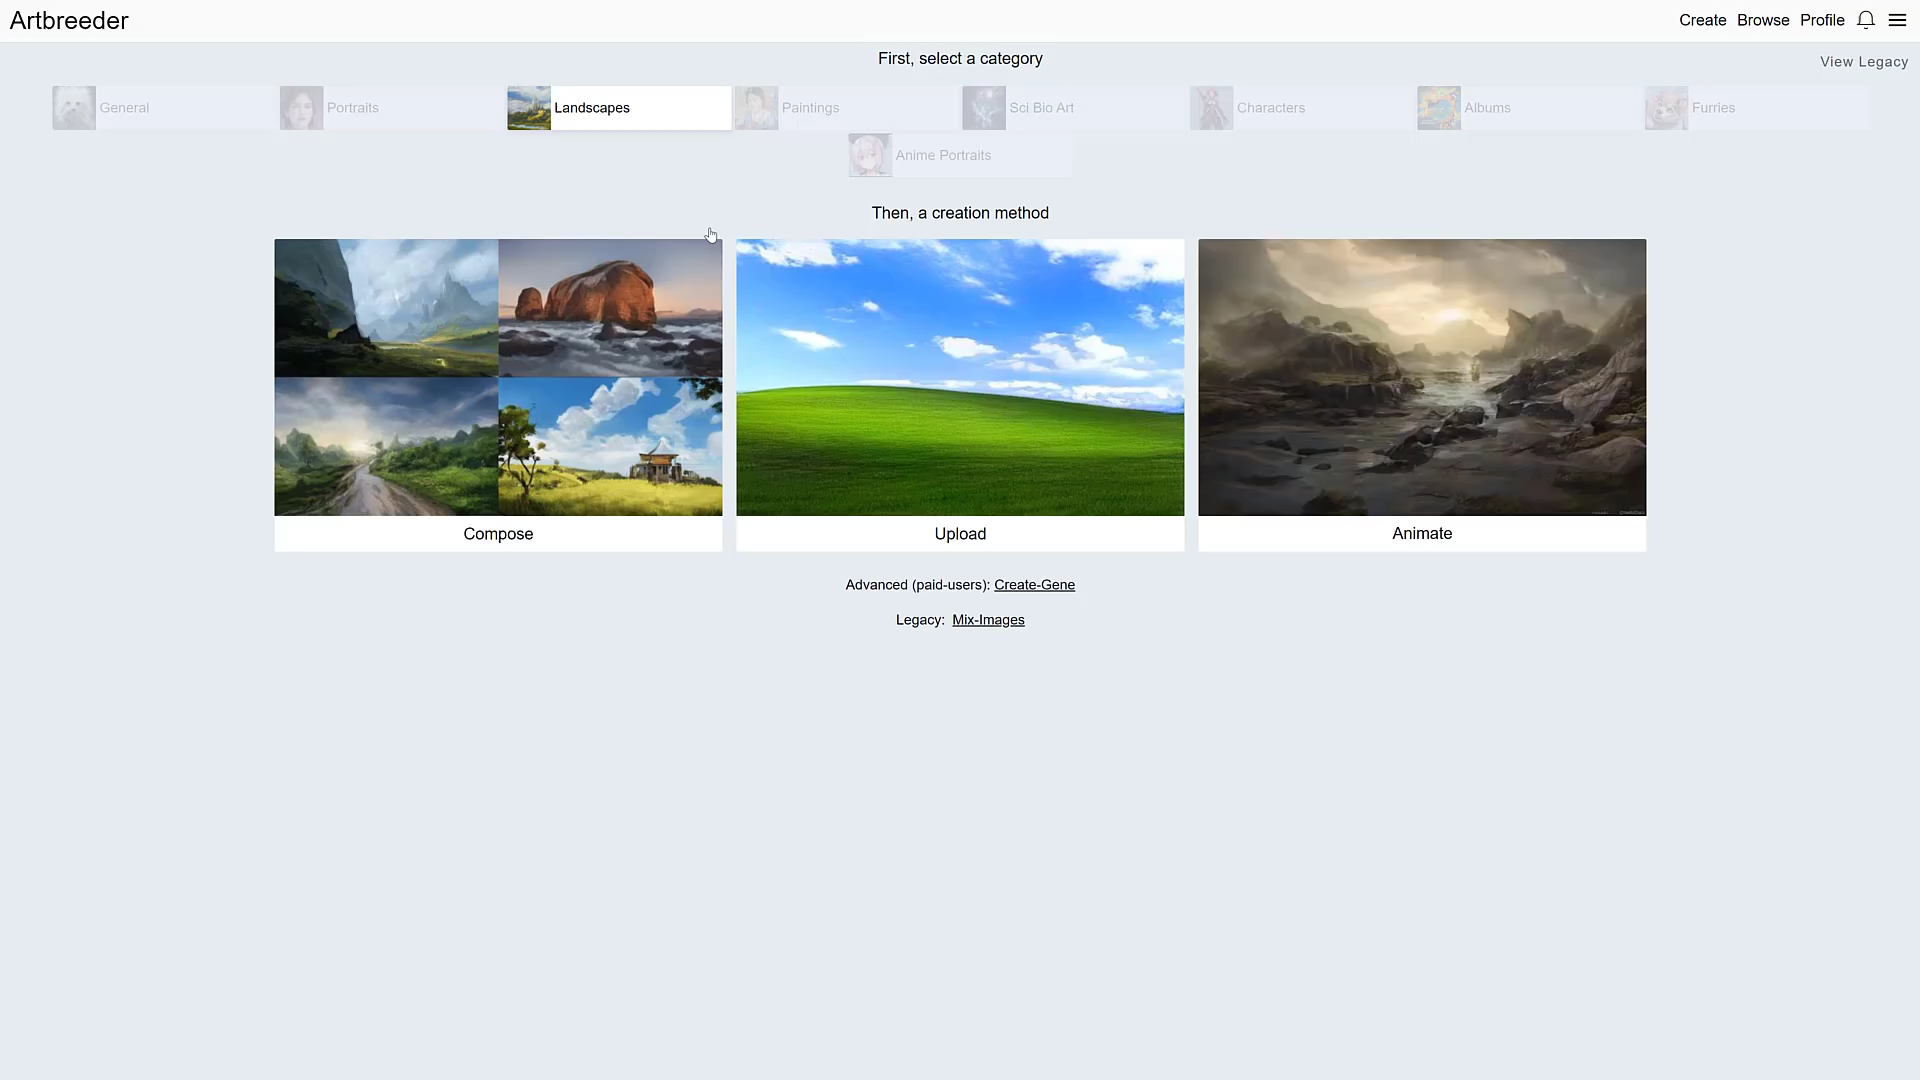 Artbreeder
Create Browse Profile
First, select a category
View Legacy
General Portraits Landscapes Paintings Sci Bio Art Characters Albums Furries
Anime Portraits
Then, a creation method
Compose Upload Animate
Advanced (paid-users): Create-Gene
Legacy: Mix-Images